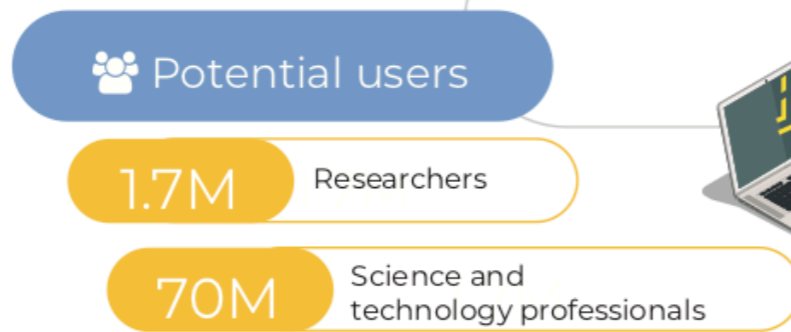 Potential users
1.7M
Researchers
70M
Science and
technology professionals